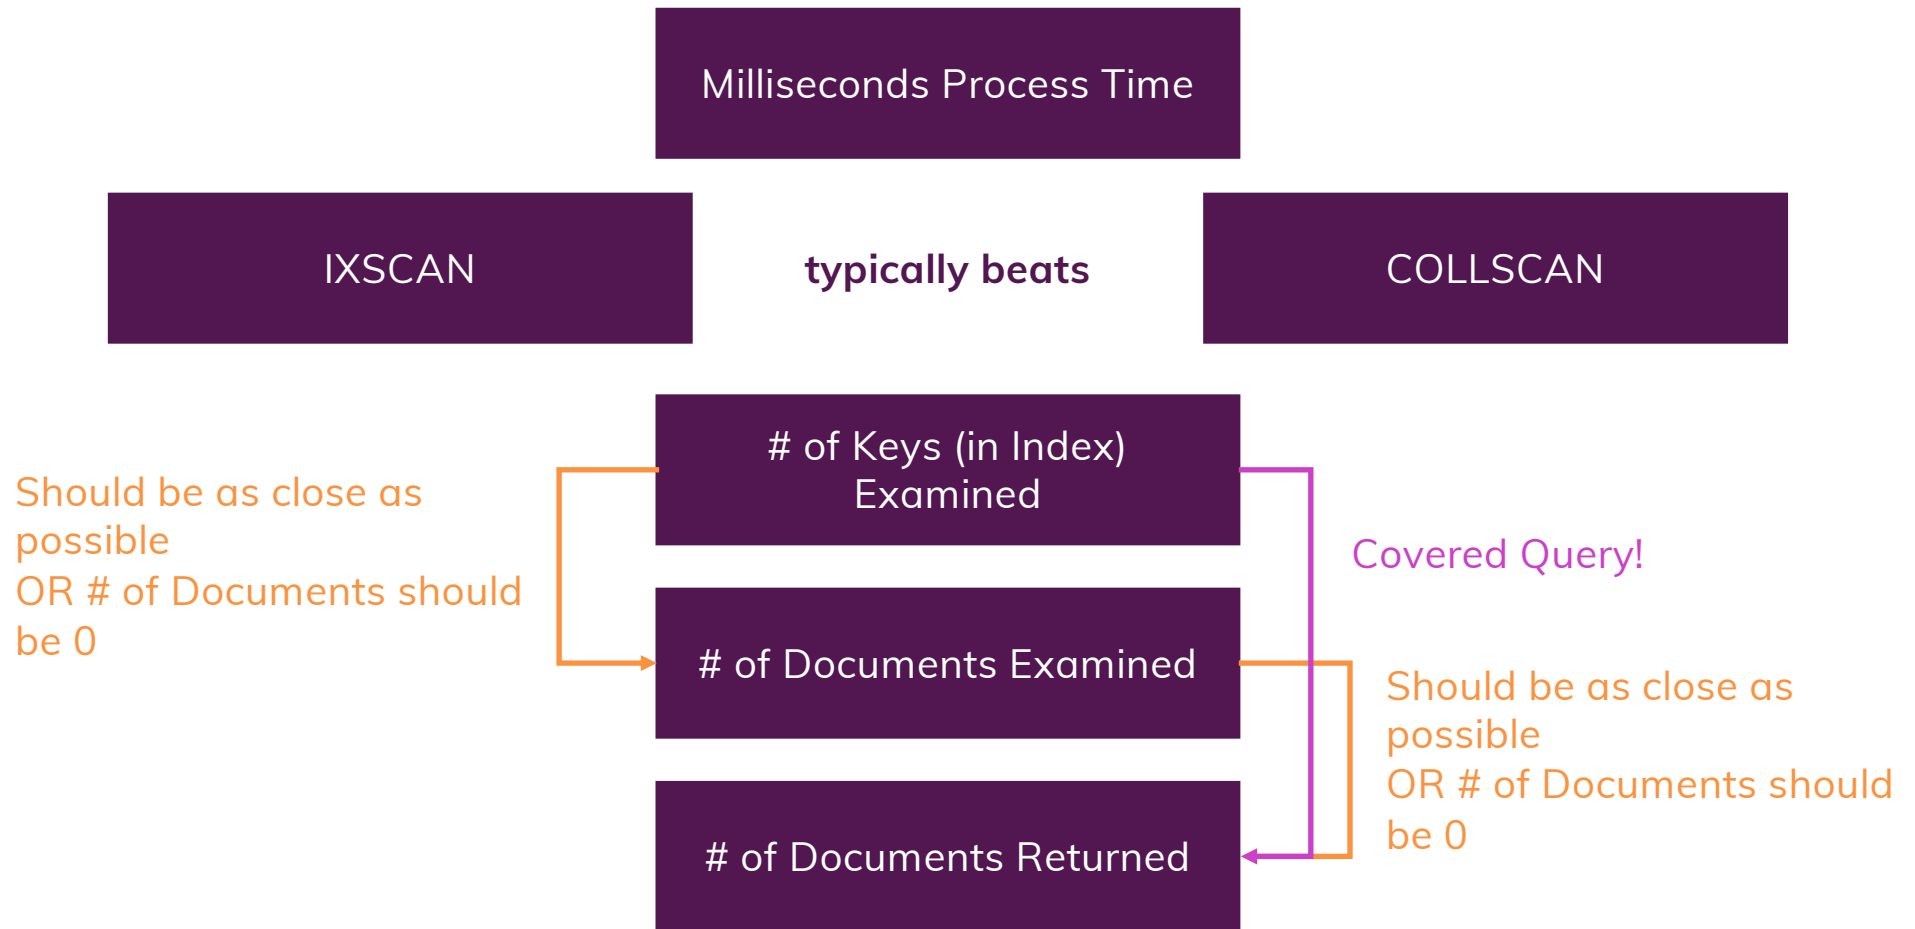 Milliseconds Process Time
IXSCAN
typically beats
COLLSCAN
# of Keys (in Index)
Examined
Should be as close as
possible
OR # of Documents should
be 0
Covered Query!
# of Documents Examined
Should be as close as
possible
OR # of Documents should
be 0
# of Documents Returned